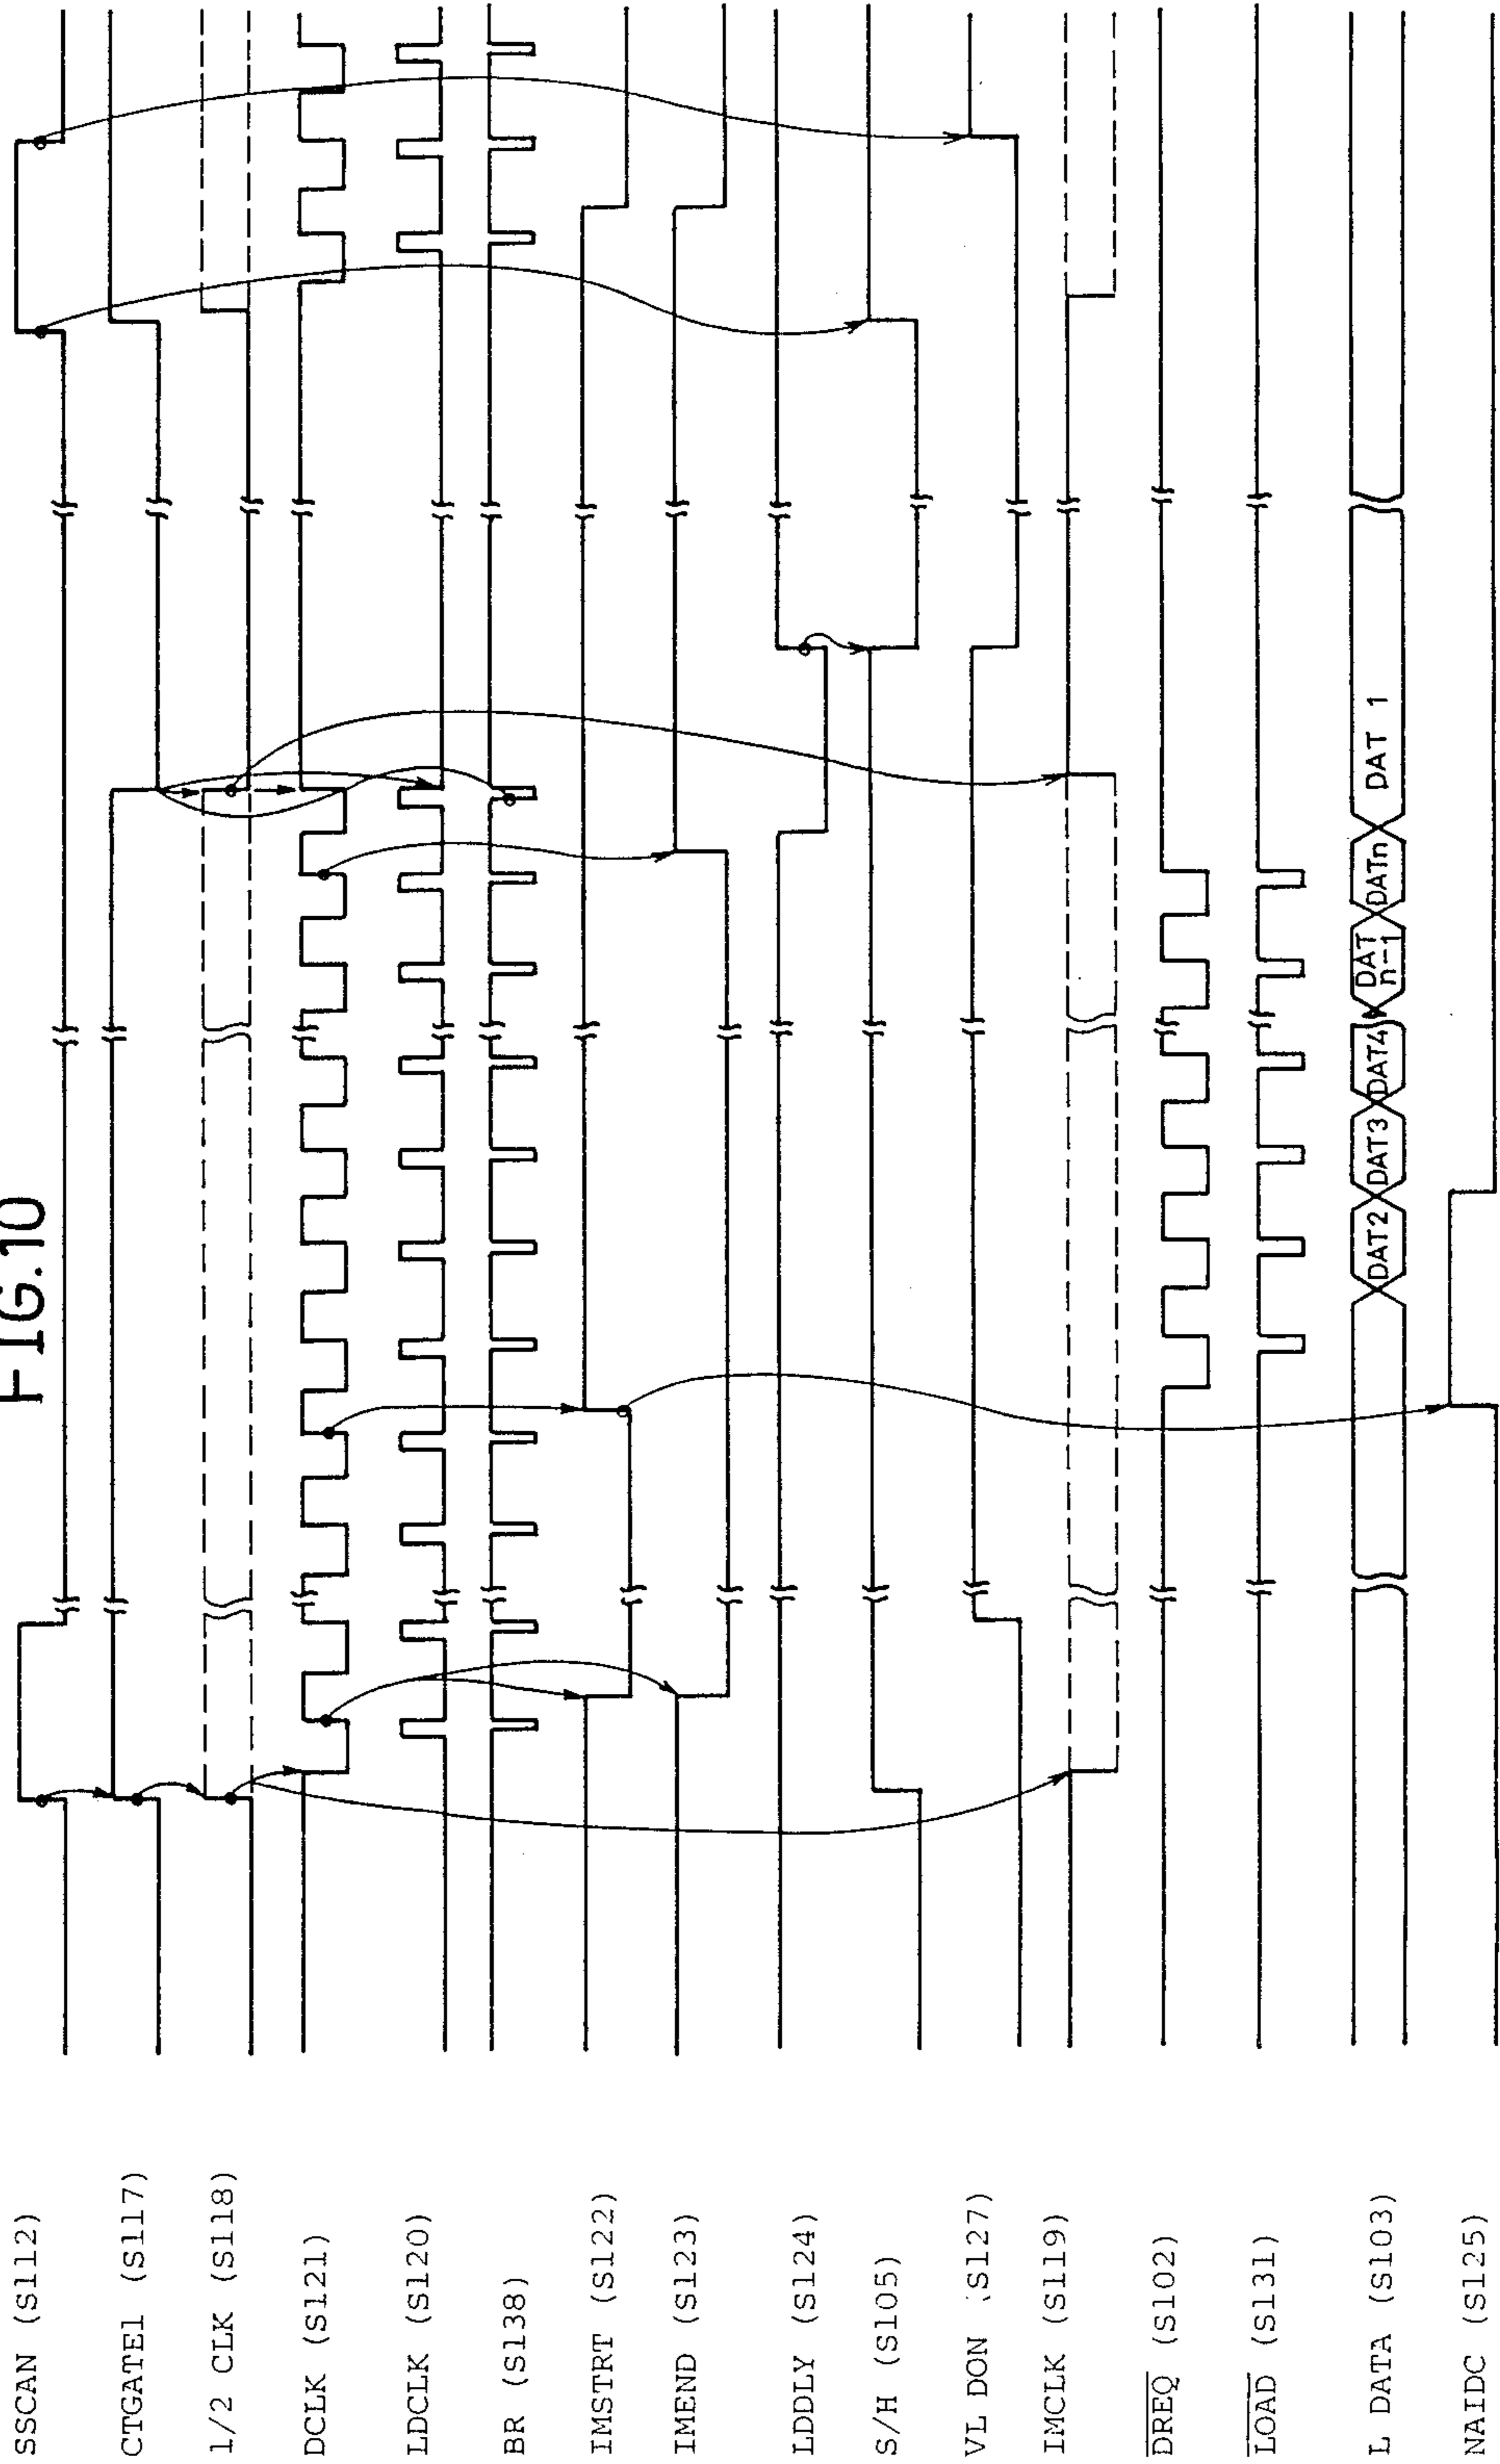 FIG.10
SSCAN (S112)
CTGATE1 (S117)
1/2 CLK (S118)
DCLK (S121)
LDCLK (S120)
BR (S138)
IMSTRT (S122)
IMEND (S123)
LDDLY (S124)
S/H (S105)
VL DON (S127)
IMCLK (S119)
DREQ (S102)
LOAD (S131)
L DATA (S103)
DAT2 DAT3 DAT4 DAT n-1 DATn DAT 1
NAIDC (S125)